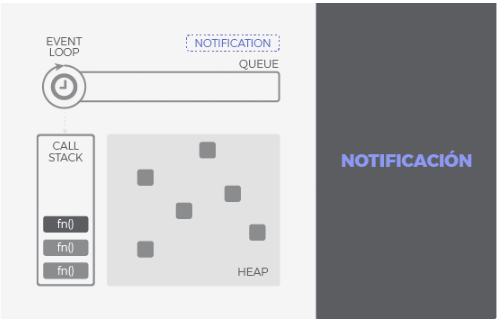 EVENT
LOOP
NOTIFICATION
QUEUE
CALL
STACK
fn()
fn()
fn()
HEAP
NOTIFICACIÓN